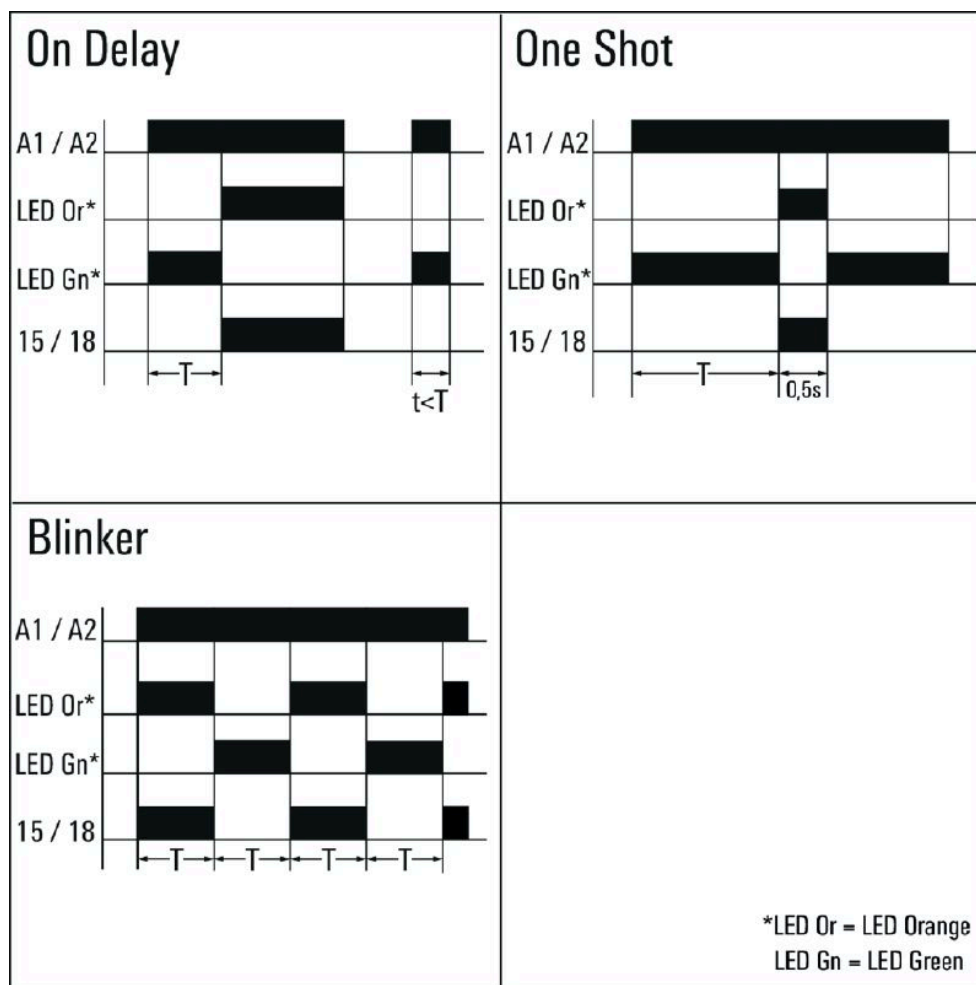 On Delay
A1 / A2
LED Or*
LED Gn*
15 / 18
T
t<T
One Shot
A1 / A2
LED Or*
LED Gn*
15 / 18
T
0,5s
Blinker
A1 / A2
LED Or*
LED Gn*
15 / 18
T T T T
*LED Or = LED Orange
LED Gn = LED Green